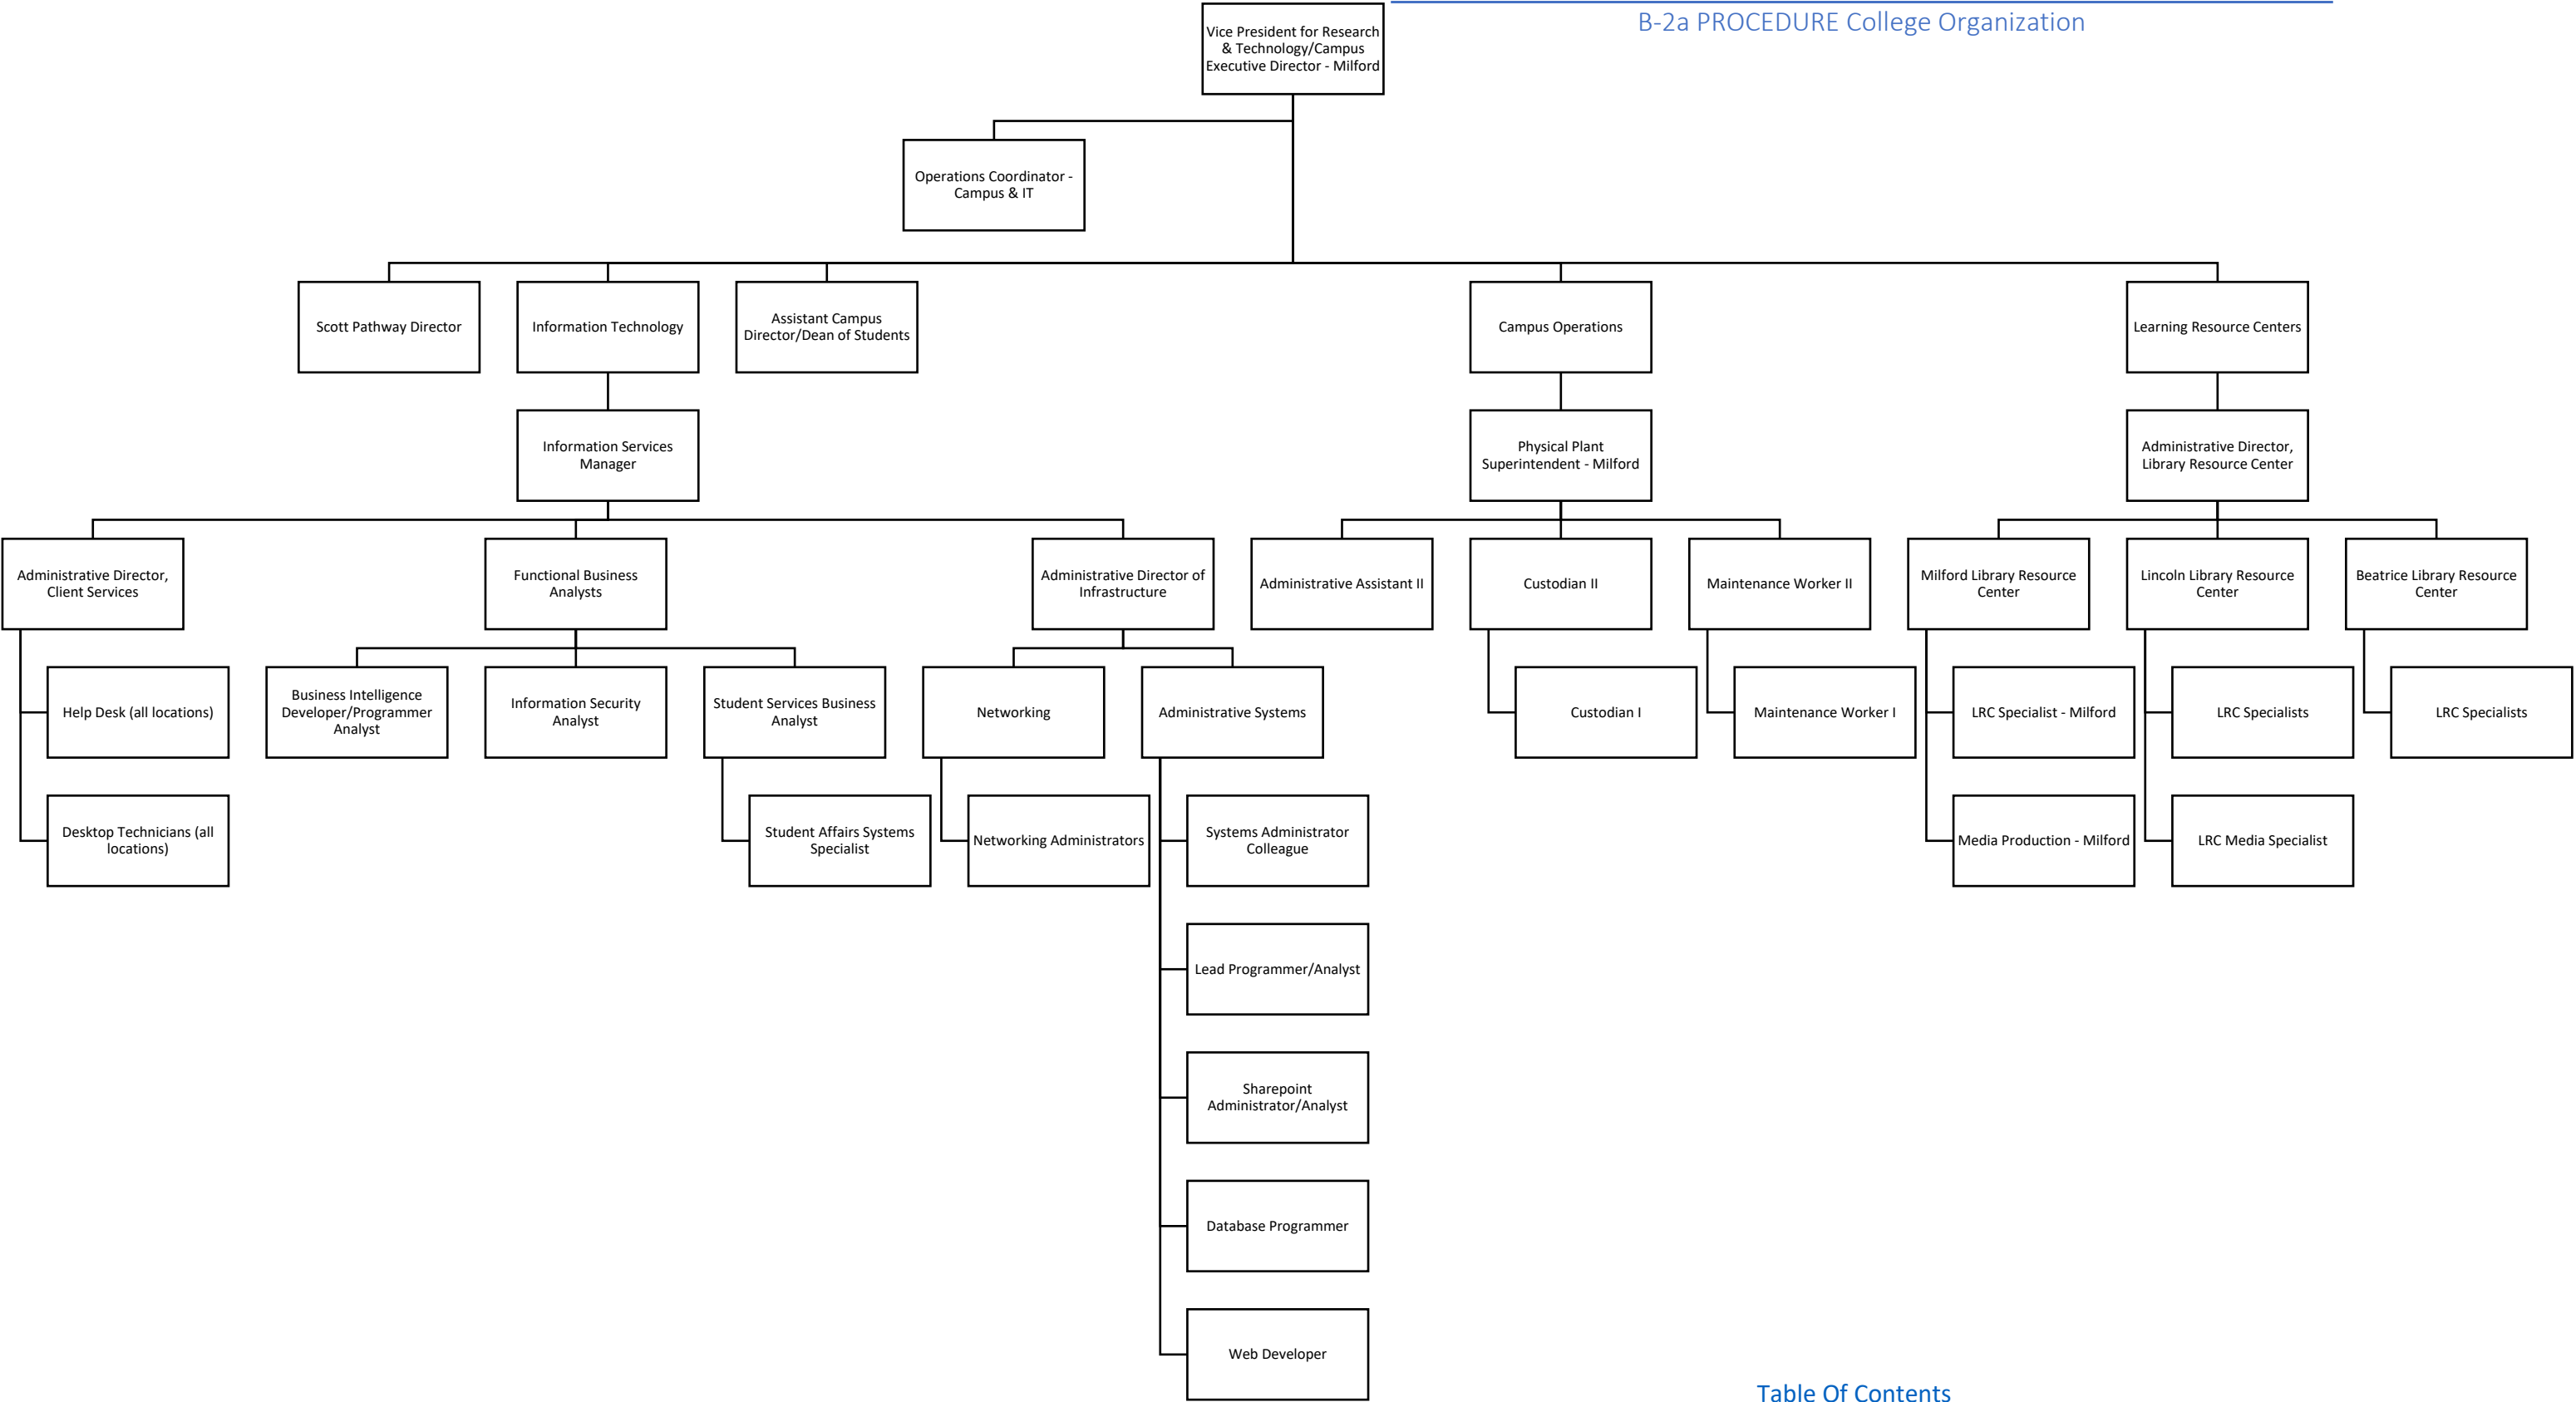 B-2a PROCEDURE College Organization
Vice President for Research
& Technology/Campus
Executive Director - Milford
Operations Coordinator -
Campus & IT
Scott Pathway Director
Information Technology
Assistant Campus
Director/Dean of Students
Campus Operations
Learning Resource Centers
Information Services
Manager
Physical Plant
Superintendent - Milford
Administrative Director,
Library Resource Center
Administrative Director,
Client Services
Functional Business
Analysts
Administrative Director of
Infrastructure
Administrative Assistant II
Custodian II
Maintenance Worker II
Milford Library Resource
Center
Lincoln Library Resource
Center
Beatrice Library Resource
Center
Help Desk (all locations)
Business Intelligence
Developer/Programmer
Analyst
Information Security
Analyst
Student Services Business
Analyst
Networking
Administrative Systems
Custodian I
Maintenance Worker I
LRC Specialist - Milford
LRC Specialists
LRC Specialists
Desktop Technicians (all
locations)
Student Affairs Systems
Specialist
Networking Administrators
Systems Administrator
Colleague
Media Production - Milford
LRC Media Specialist
Lead Programmer/Analyst
Sharepoint
Administrator/Analyst
Database Programmer
Web Developer
Table Of Contents